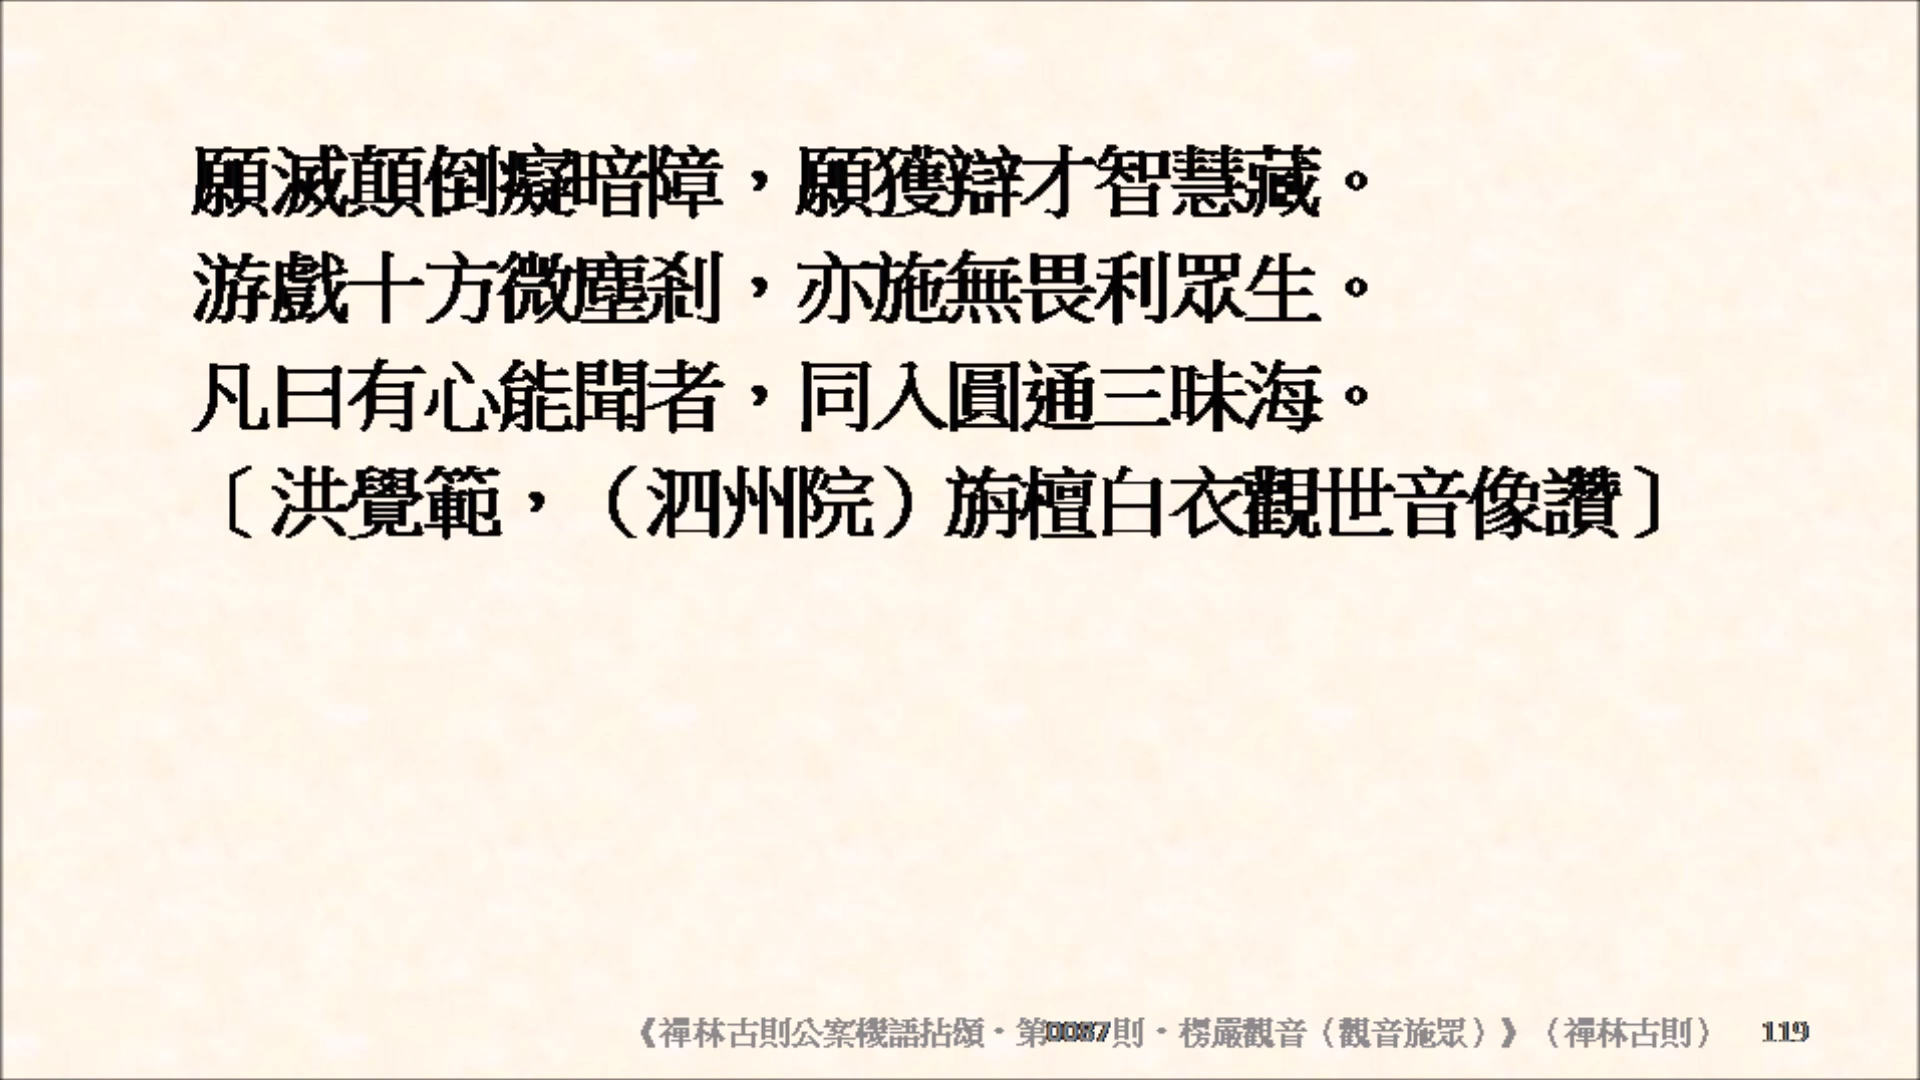 願滅顛倒癡暗障，願獲辯才智慧藏。
游戲十方微塵剎，亦施無畏利眾生。
凡曰有心能聞者，同入圓通三昧海。
〔洪覺範，（泗州院）旃檀白衣觀世音像讚〕
《禪林古則公案機語拈頌·第0087則·楞嚴觀音（觀音施眾）》（禪林古則） 119